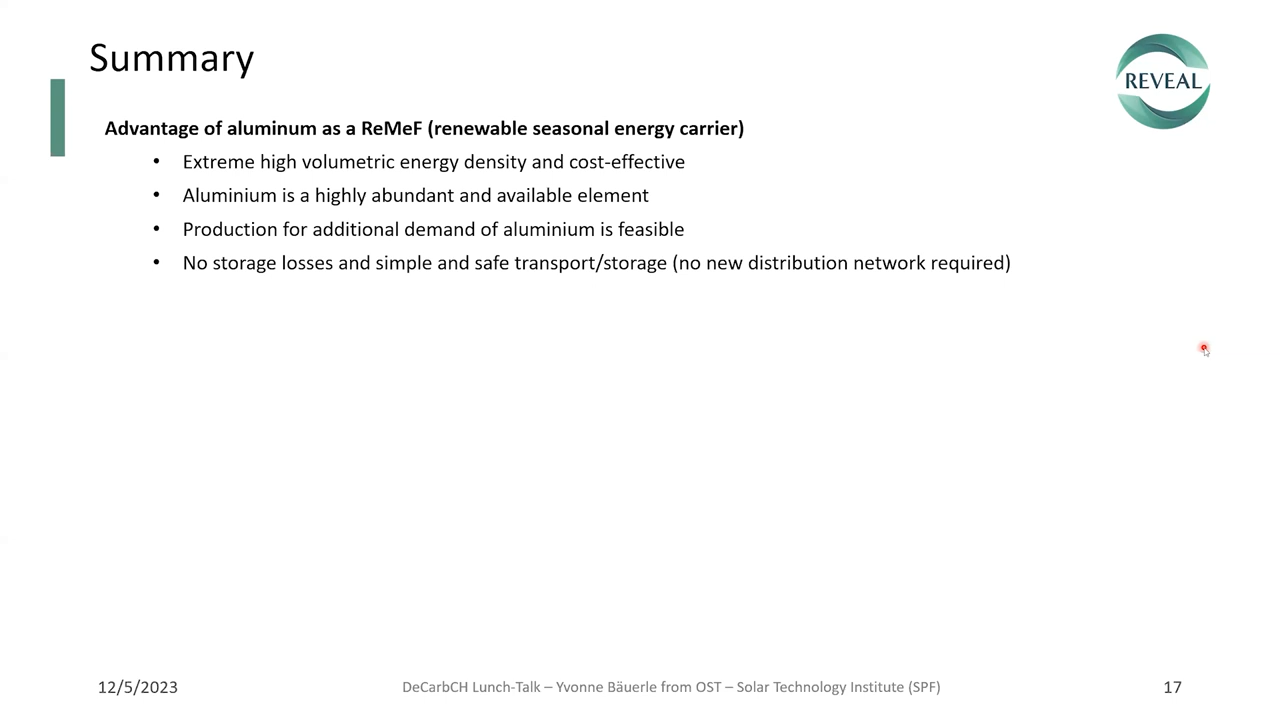 Summary
REVEAL
Advantage of aluminum as a ReMeF (renewable seasonal energy carrier)
• Extreme high volumetric energy density and cost-effective
• Aluminium is a highly abundant and available element
• Production for additional demand of aluminium is feasible
• No storage losses and simple and safe transport/storage (no new distribution network required)
12/5/2023
DeCarbCH Lunch-Talk – Yvonne Bäuerle from OST – Solar Technology Institute (SPF)
17